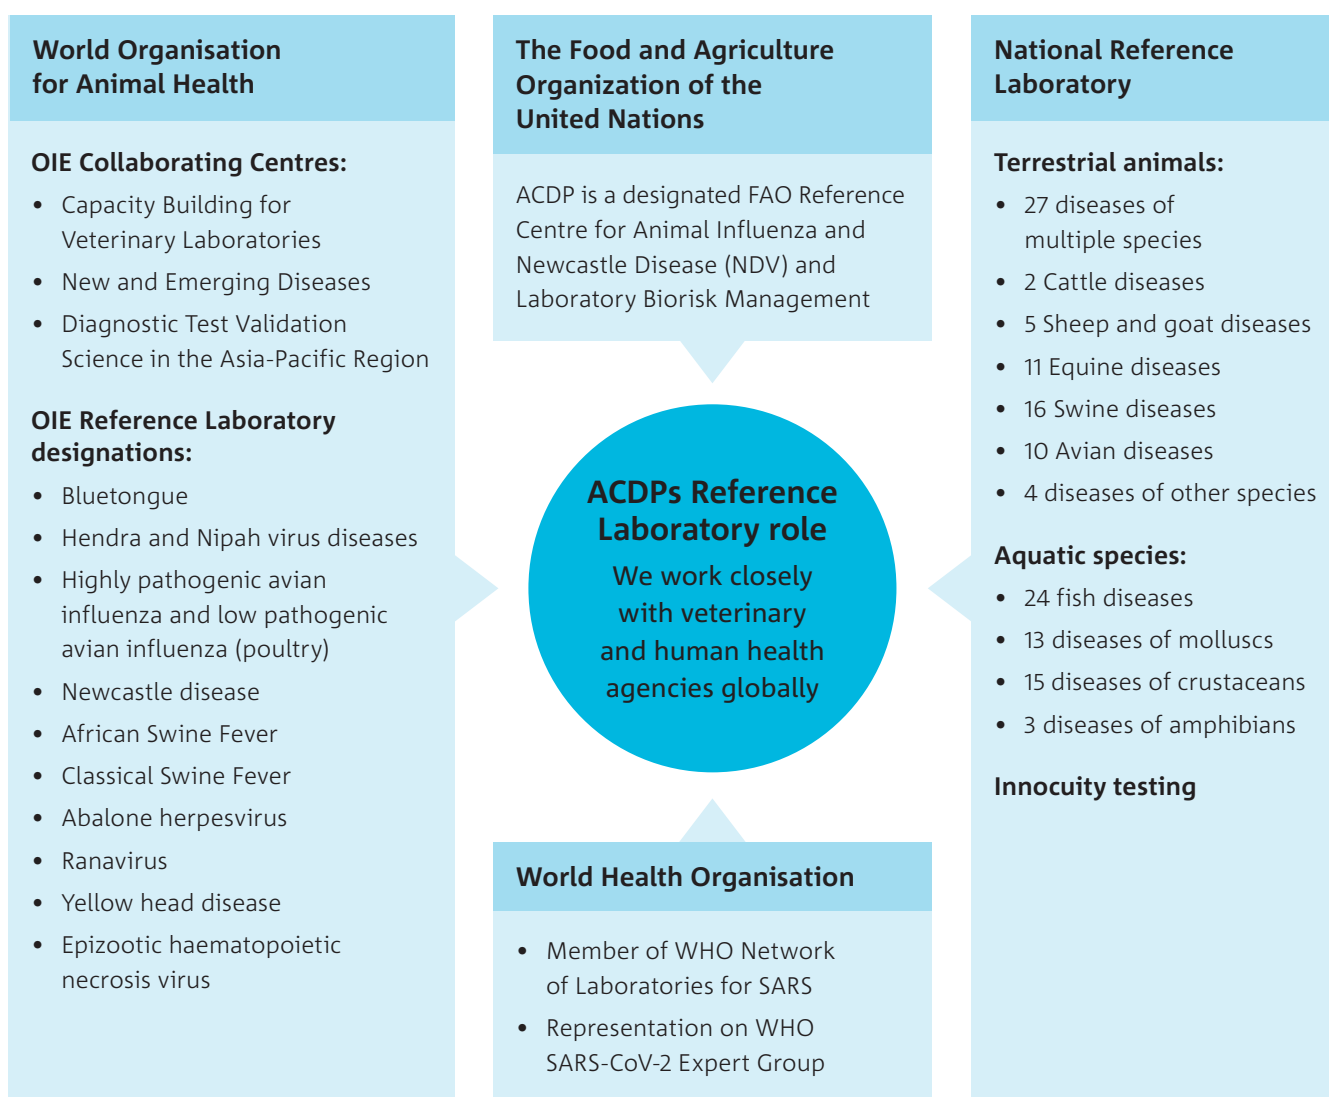 World Organisation
for Animal Health
OIE Collaborating Centres:
• Capacity Building for
Veterinary Laboratories
• New and Emerging Diseases
• Diagnostic Test Validation
Science in the Asia-Pacific Region
OIE Reference Laboratory
designations:
• Bluetongue
• Hendra and Nipah virus diseases
• Highly pathogenic avian
influenza and low pathogenic
avian influenza (poultry)
• Newcastle disease
• African Swine Fever
• Classical Swine Fever
• Abalone herpesvirus
• Ranavirus
• Yellow head disease
• Epizootic haematopoietic
necrosis virus
The Food and Agriculture
Organization of the
United Nations
ACDP is a designated FAO Reference
Centre for Animal Influenza and
Newcastle Disease (NDV) and
Laboratory Biorisk Management
ACDPs Reference
Laboratory role
We work closely
with veterinary
and human health
agencies globally
World Health Organisation
• Member of WHO Network
of Laboratories for SARS
• Representation on WHO
SARS-CoV-2 Expert Group
National Reference
Laboratory
Terrestrial animals:
• 27 diseases of
multiple species
• 2 Cattle diseases
• 5 Sheep and goat diseases
• 11 Equine diseases
• 16 Swine diseases
• 10 Avian diseases
• 4 diseases of other species
Aquatic species:
• 24 fish diseases
• 13 diseases of molluscs
• 15 diseases of crustaceans
• 3 diseases of amphibians
Innocuity testing